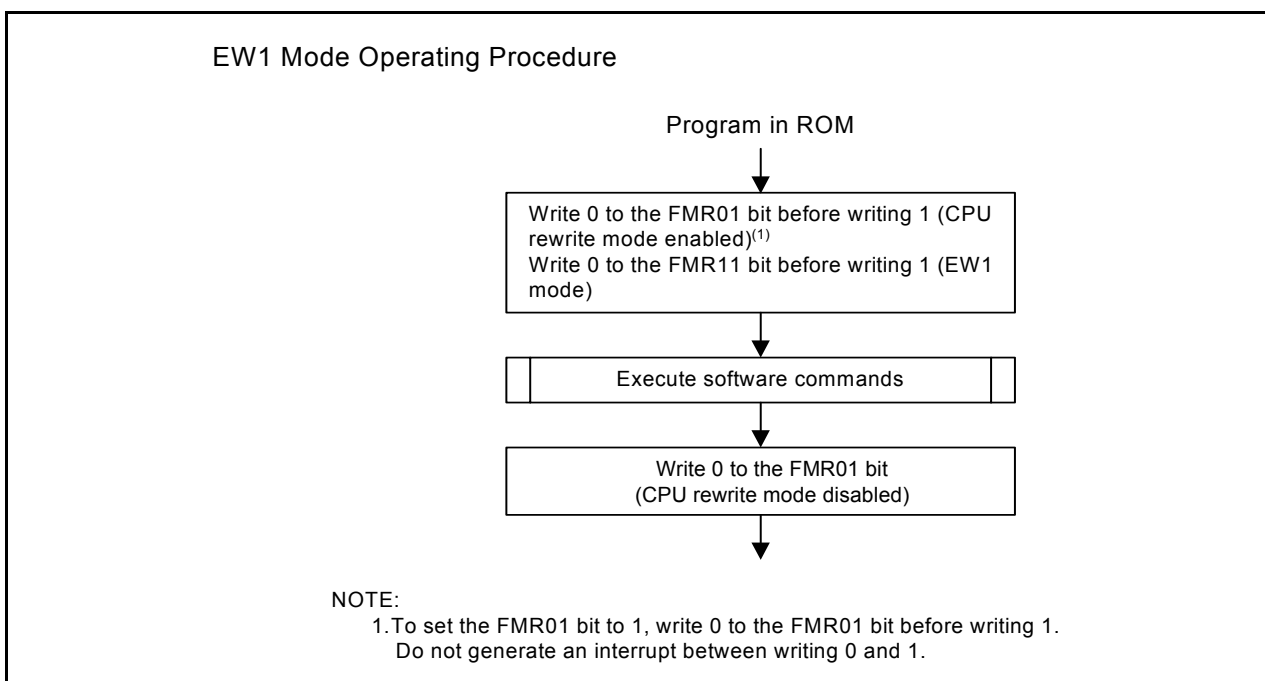 EW1 Mode Operating Procedure
Program in ROM
Write 0 to the FMR01 bit before writing 1 (CPU
rewrite mode enabled)(1)
Write 0 to the FMR11 bit before writing 1 (EW1
mode)
Execute software commands
Write 0 to the FMR01 bit
(CPU rewrite mode disabled)
NOTE:
1.To set the FMR01 bit to 1, write 0 to the FMR01 bit before writing 1.
Do not generate an interrupt between writing 0 and 1.